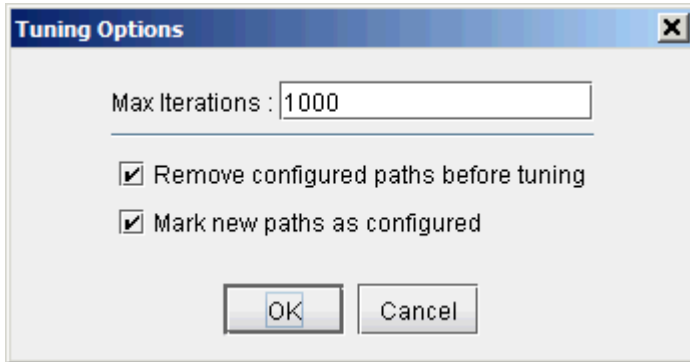 Tuning Options
Max Iterations : 1000
Remove configured paths before tuning
Mark new paths as configured
OK Cancel